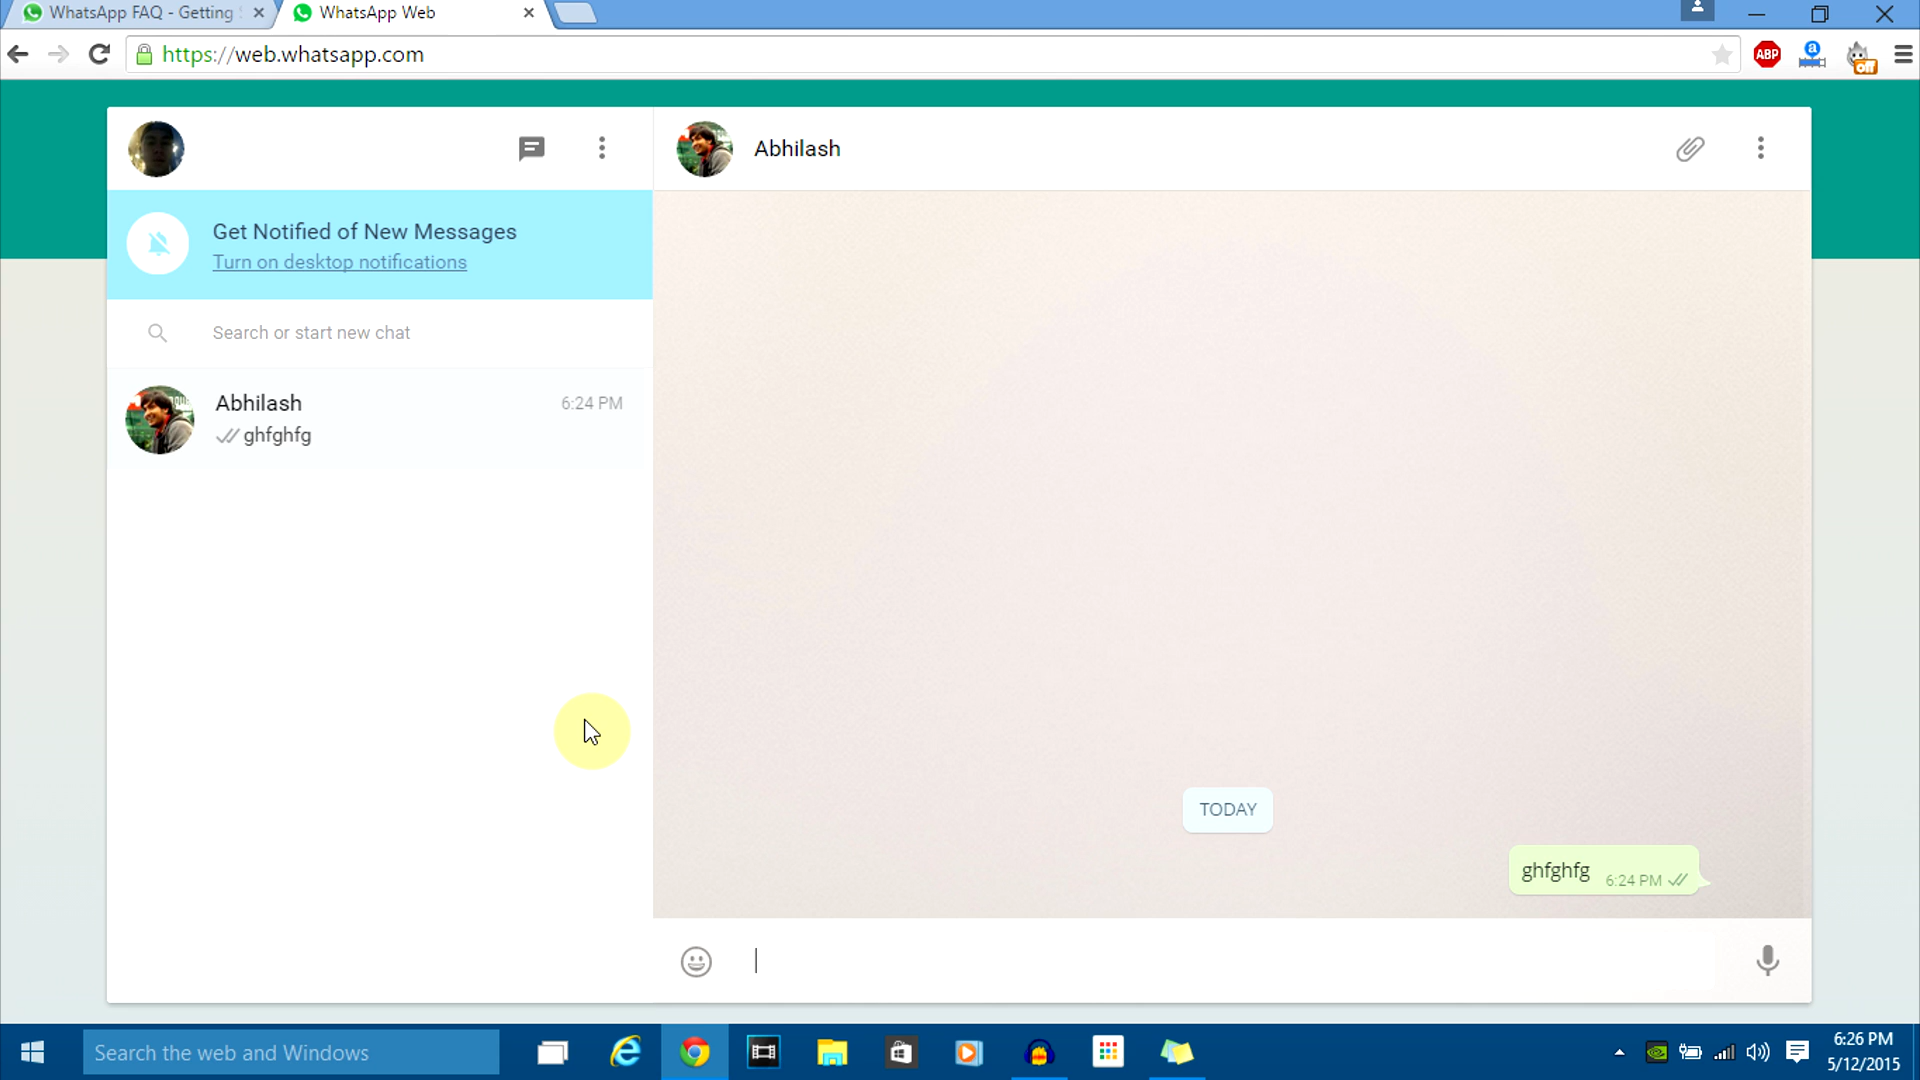 WhatsApp FAQ - Getting
WhatsApp Web
https://web.whatsapp.com
ABP
a
Off
Abhilash
Get Notified of New Messages
Turn on desktop notifications
Search or start new chat
Abhilash
6:24 PM
ghfghfg
TODAY
ghfghfg 6:24 PM
Search the web and Windows
6:26 PM
5/12/2015